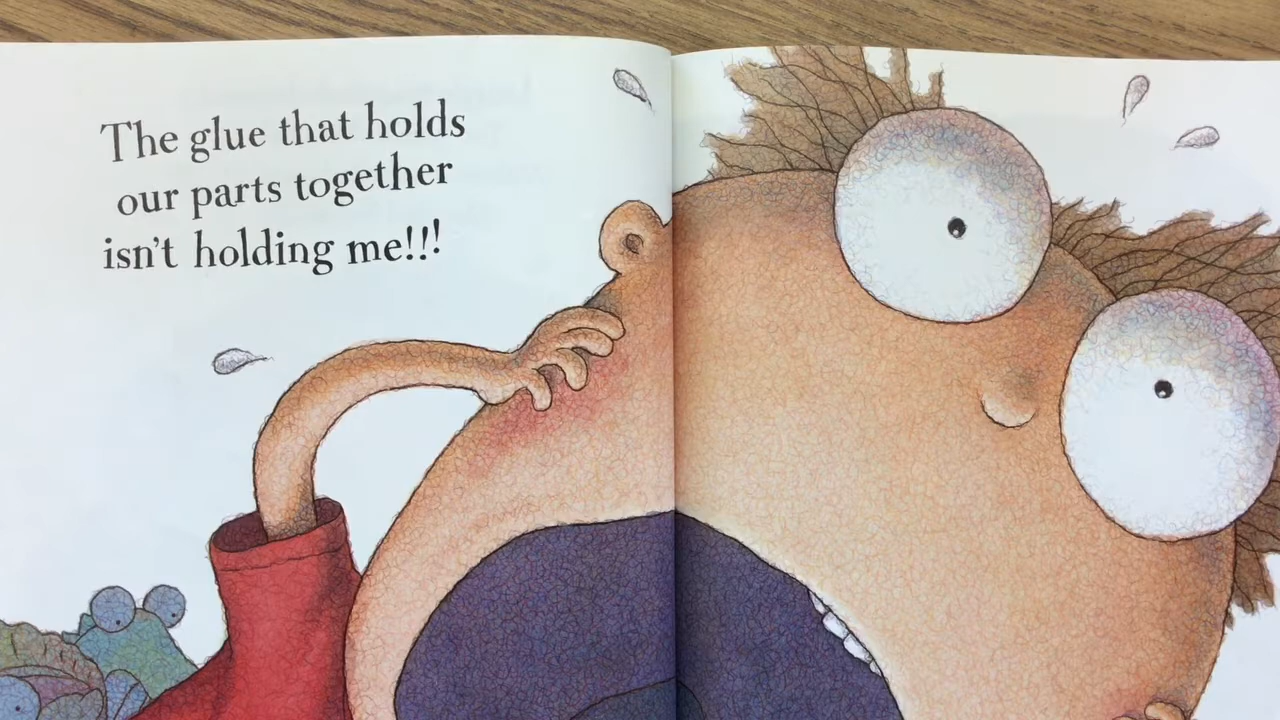 The glue that holds
our parts together
isn't holding me!!!